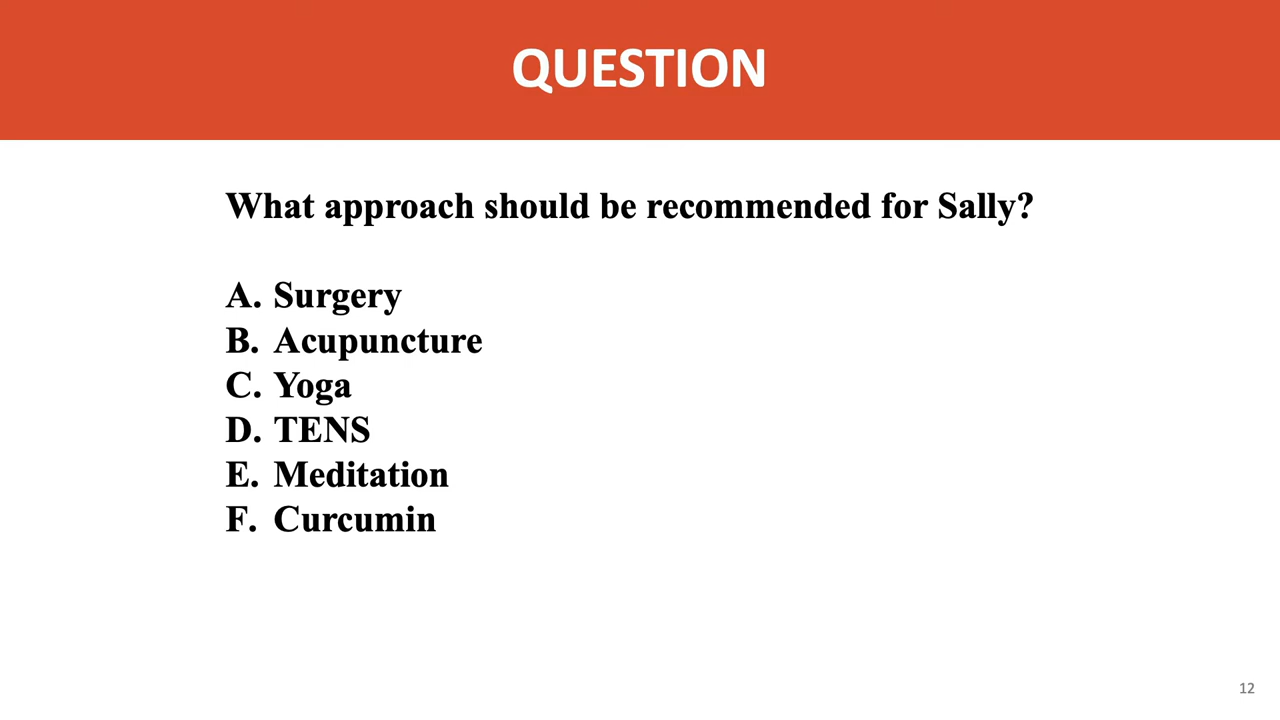 QUESTION
What approach should be recommended for Sally?
A. Surgery
B. Acupuncture
C. Yoga
D. TENS
E. Meditation
F. Curcumin
12